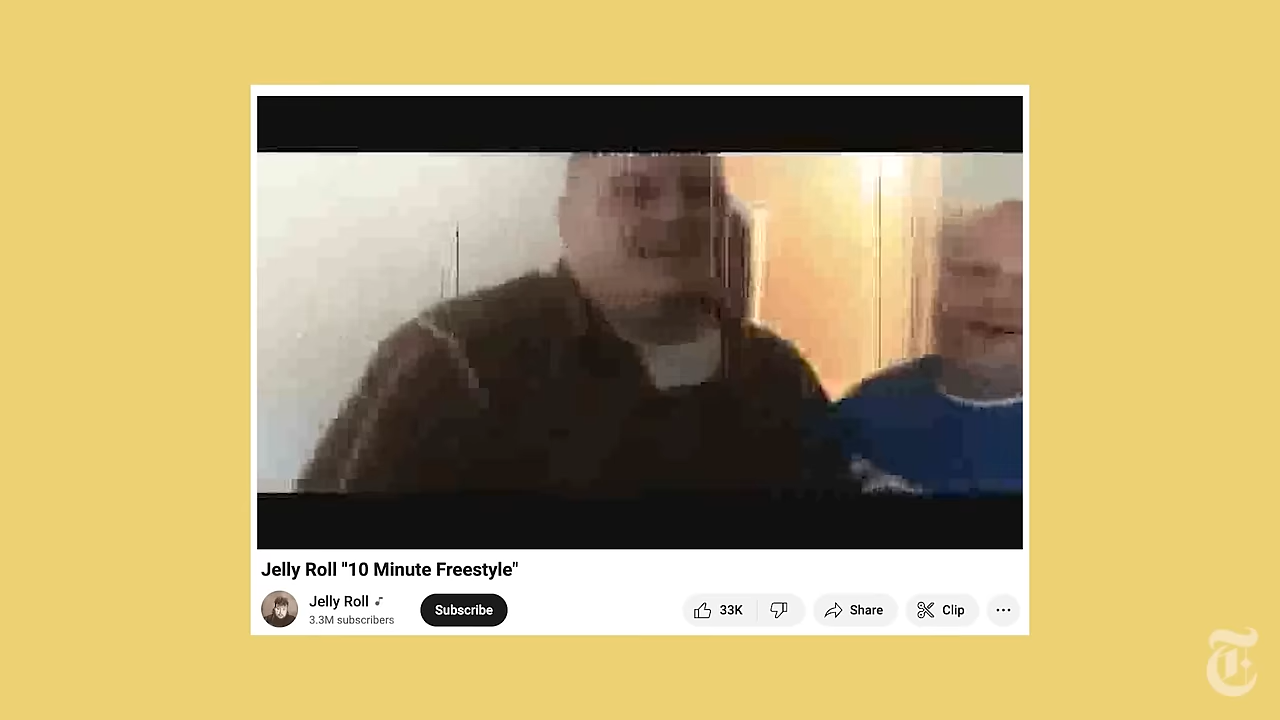 Jelly Roll "10 Minute Freestyle"
Jelly Roll
3.3M subscribers
Subscribe
33K
Share
Clip
T